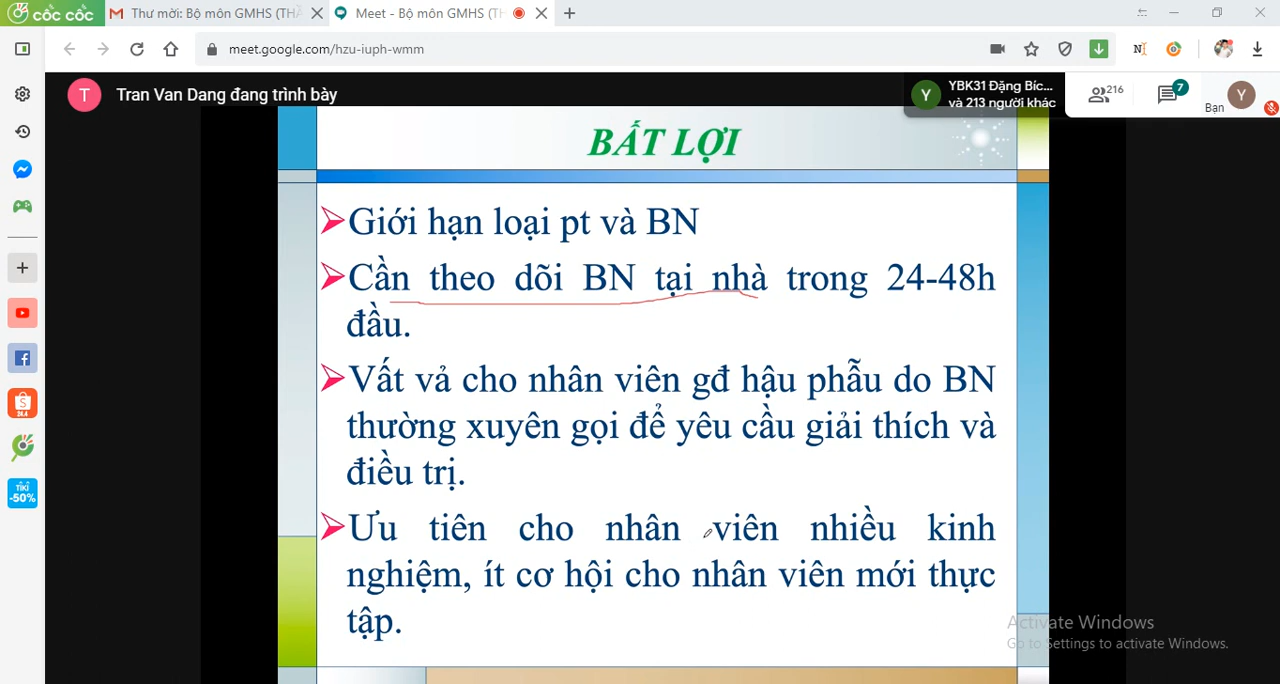 cốc cốc
Thư mời: Bộ môn GMHS (TH
Meet - Bộ môn GMHS (TH
meet.google.com/hzu-iuph-wmm
T
Tran Van Dang đang trình bày
Y
YBK31 Đặng Bíc...
và 213 người khác
216
7
Bạn
Y
BẤT LỢI
Giới hạn loại pt và BN
Cần theo dõi BN tại nhà trong 24-48h
đầu.
Vất vả cho nhân viên gđ hậu phẫu do BN
thường xuyên gọi để yêu cầu giải thích và
điều trị.
Ưu tiên cho nhân viên nhiều kinh
nghiệm, ít cơ hội cho nhân viên mới thực
tập.
24.4
TIKI
-50%
Activate Windows
Go to Settings to activate Windows.